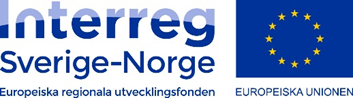 Interreg
Sverige-Norge
Europeiska regionala utvecklingsfonden
EUROPEISKA UNIONEN